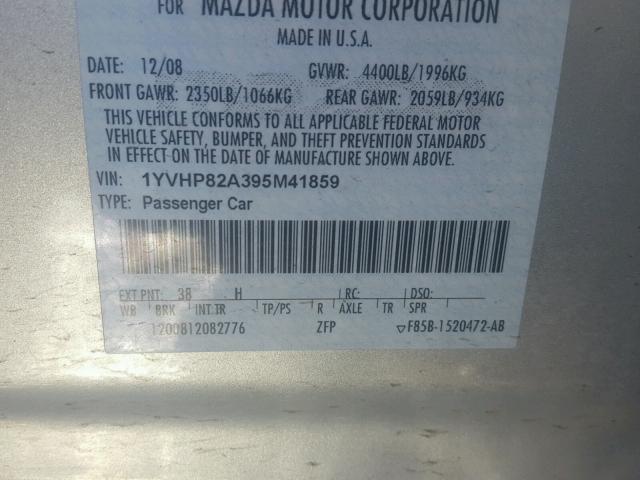 FOR MAZDA MOTOR CORPORATION
MADE IN U.S.A.
DATE: 12/08 GVWR: 4400LB/1996KG
FRONT GAWR: 2350LB/1066KG REAR GAWR: 2059LB/934KG
THIS VEHICLE CONFORMS TO ALL APPLICABLE FEDERAL MOTOR
VEHICLE SAFETY, BUMPER, AND THEFT PREVENTION STANDARDS
IN EFFECT ON THE DATE OF MANUFACTURE SHOWN ABOVE.
VIN: 1YVHP82A395M41859
TYPE: Passenger Car
EXT PNT: 38 H RC: DSO:
WB BRK INT.TR TP/PS R AXLE TR SPR
1200812082776 ZFP ▽F85B-1520472-AB